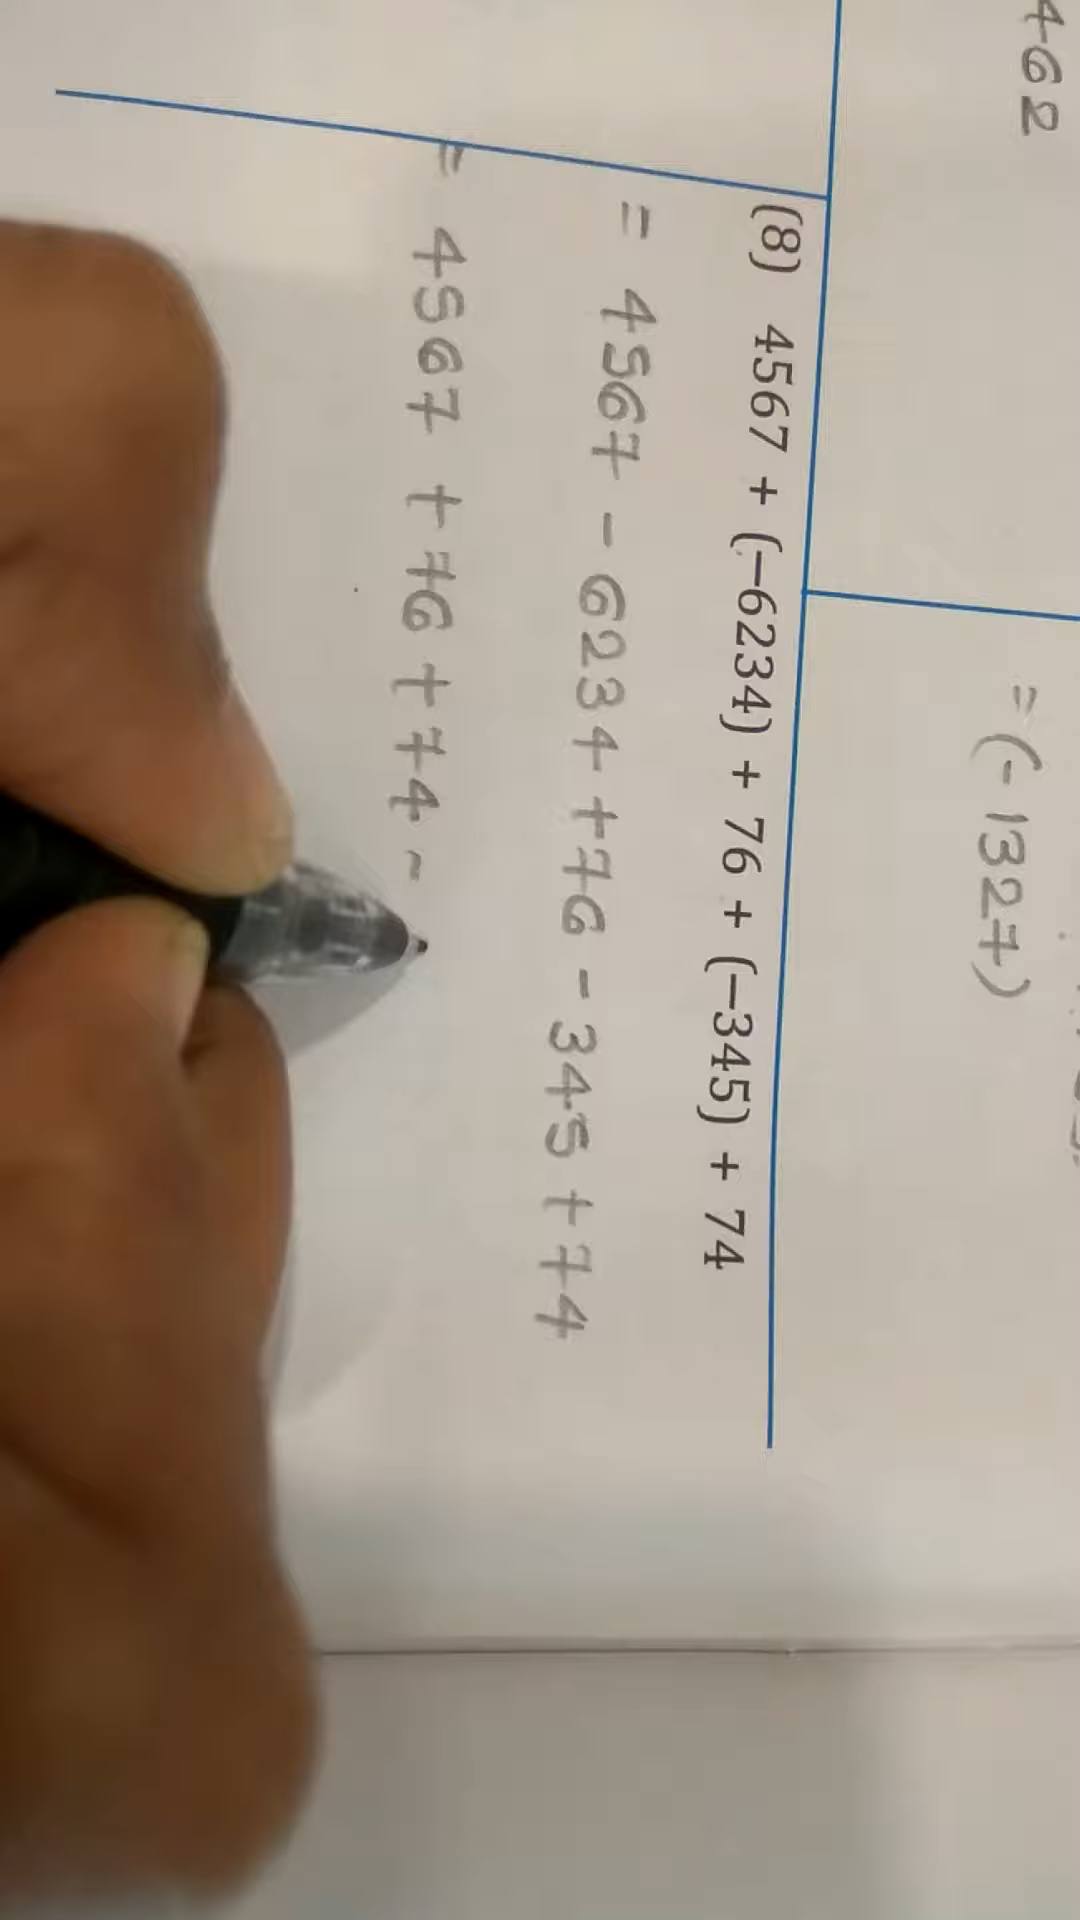 462
= (- 1327)
(8) 4567 + (−6234) + 76 + (−345) + 74
= 4567 - 6234 + 76 - 345 + 74
= 4567 + 76 + 74 -